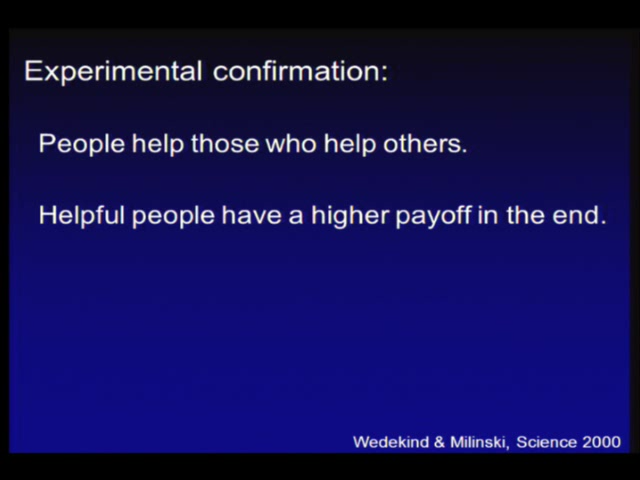 Experimental confirmation:
People help those who help others.
Helpful people have a higher payoff in the end.
Wedekind & Milinski, Science 2000